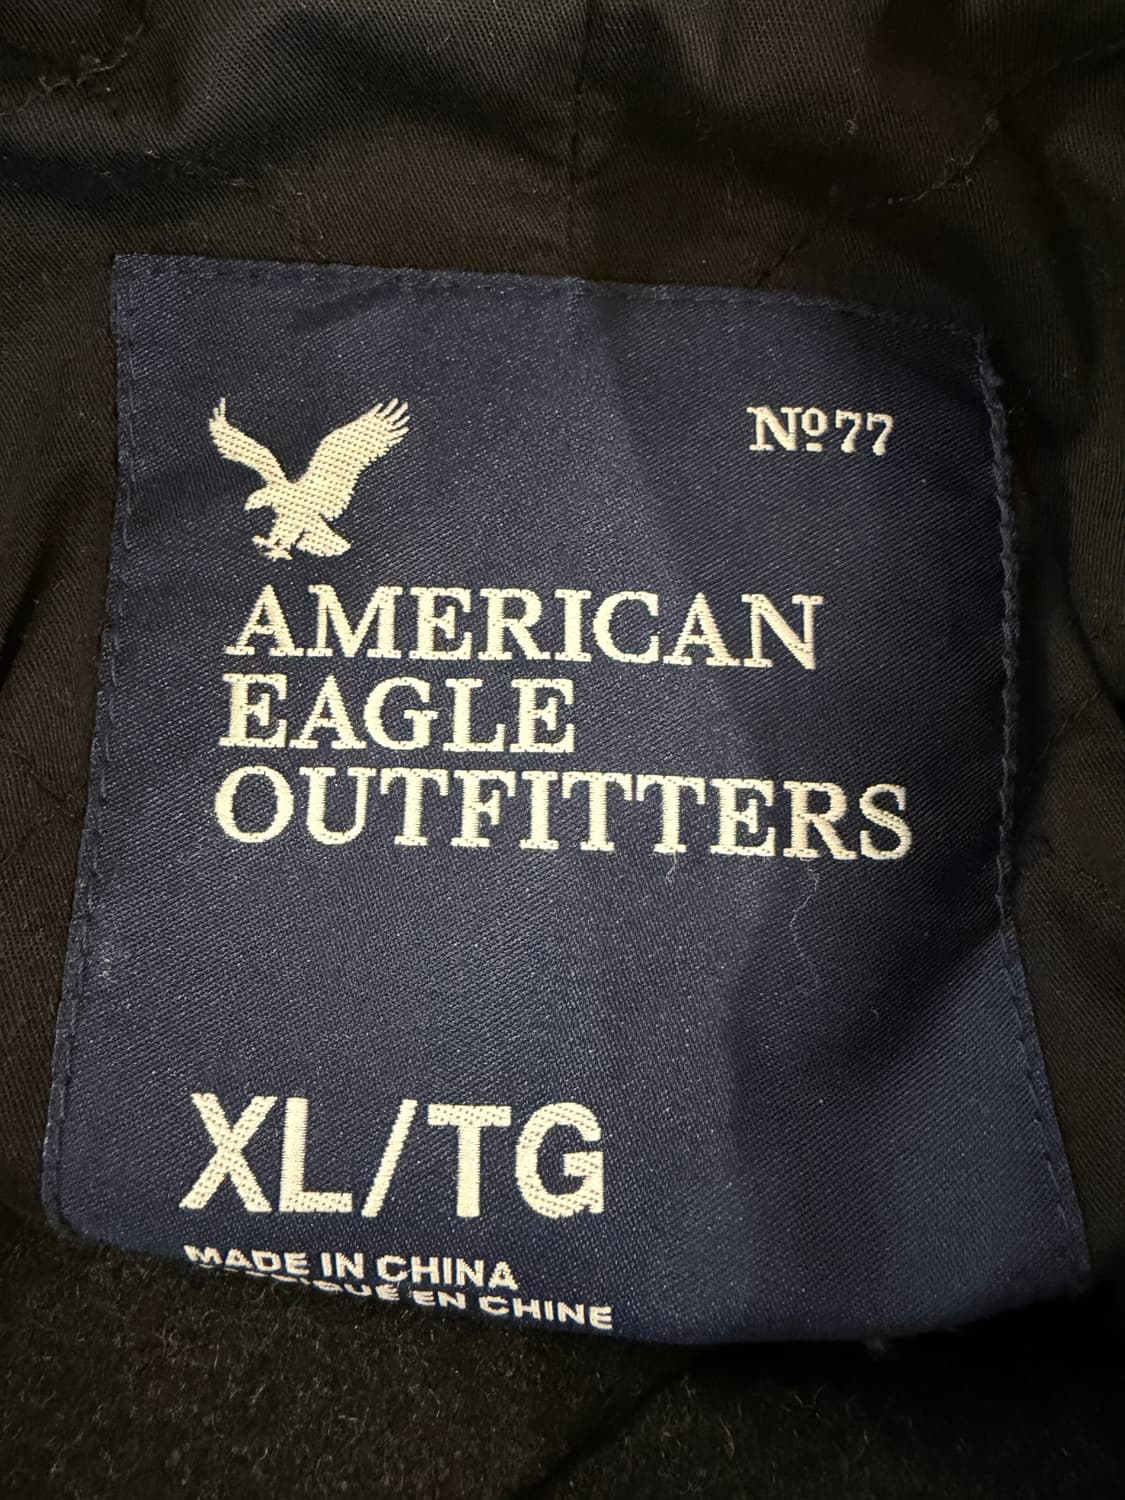 Nº77
AMERICAN
EAGLE
OUTFITTERS
XL/TG
MADE IN CHINA
EN CHINE